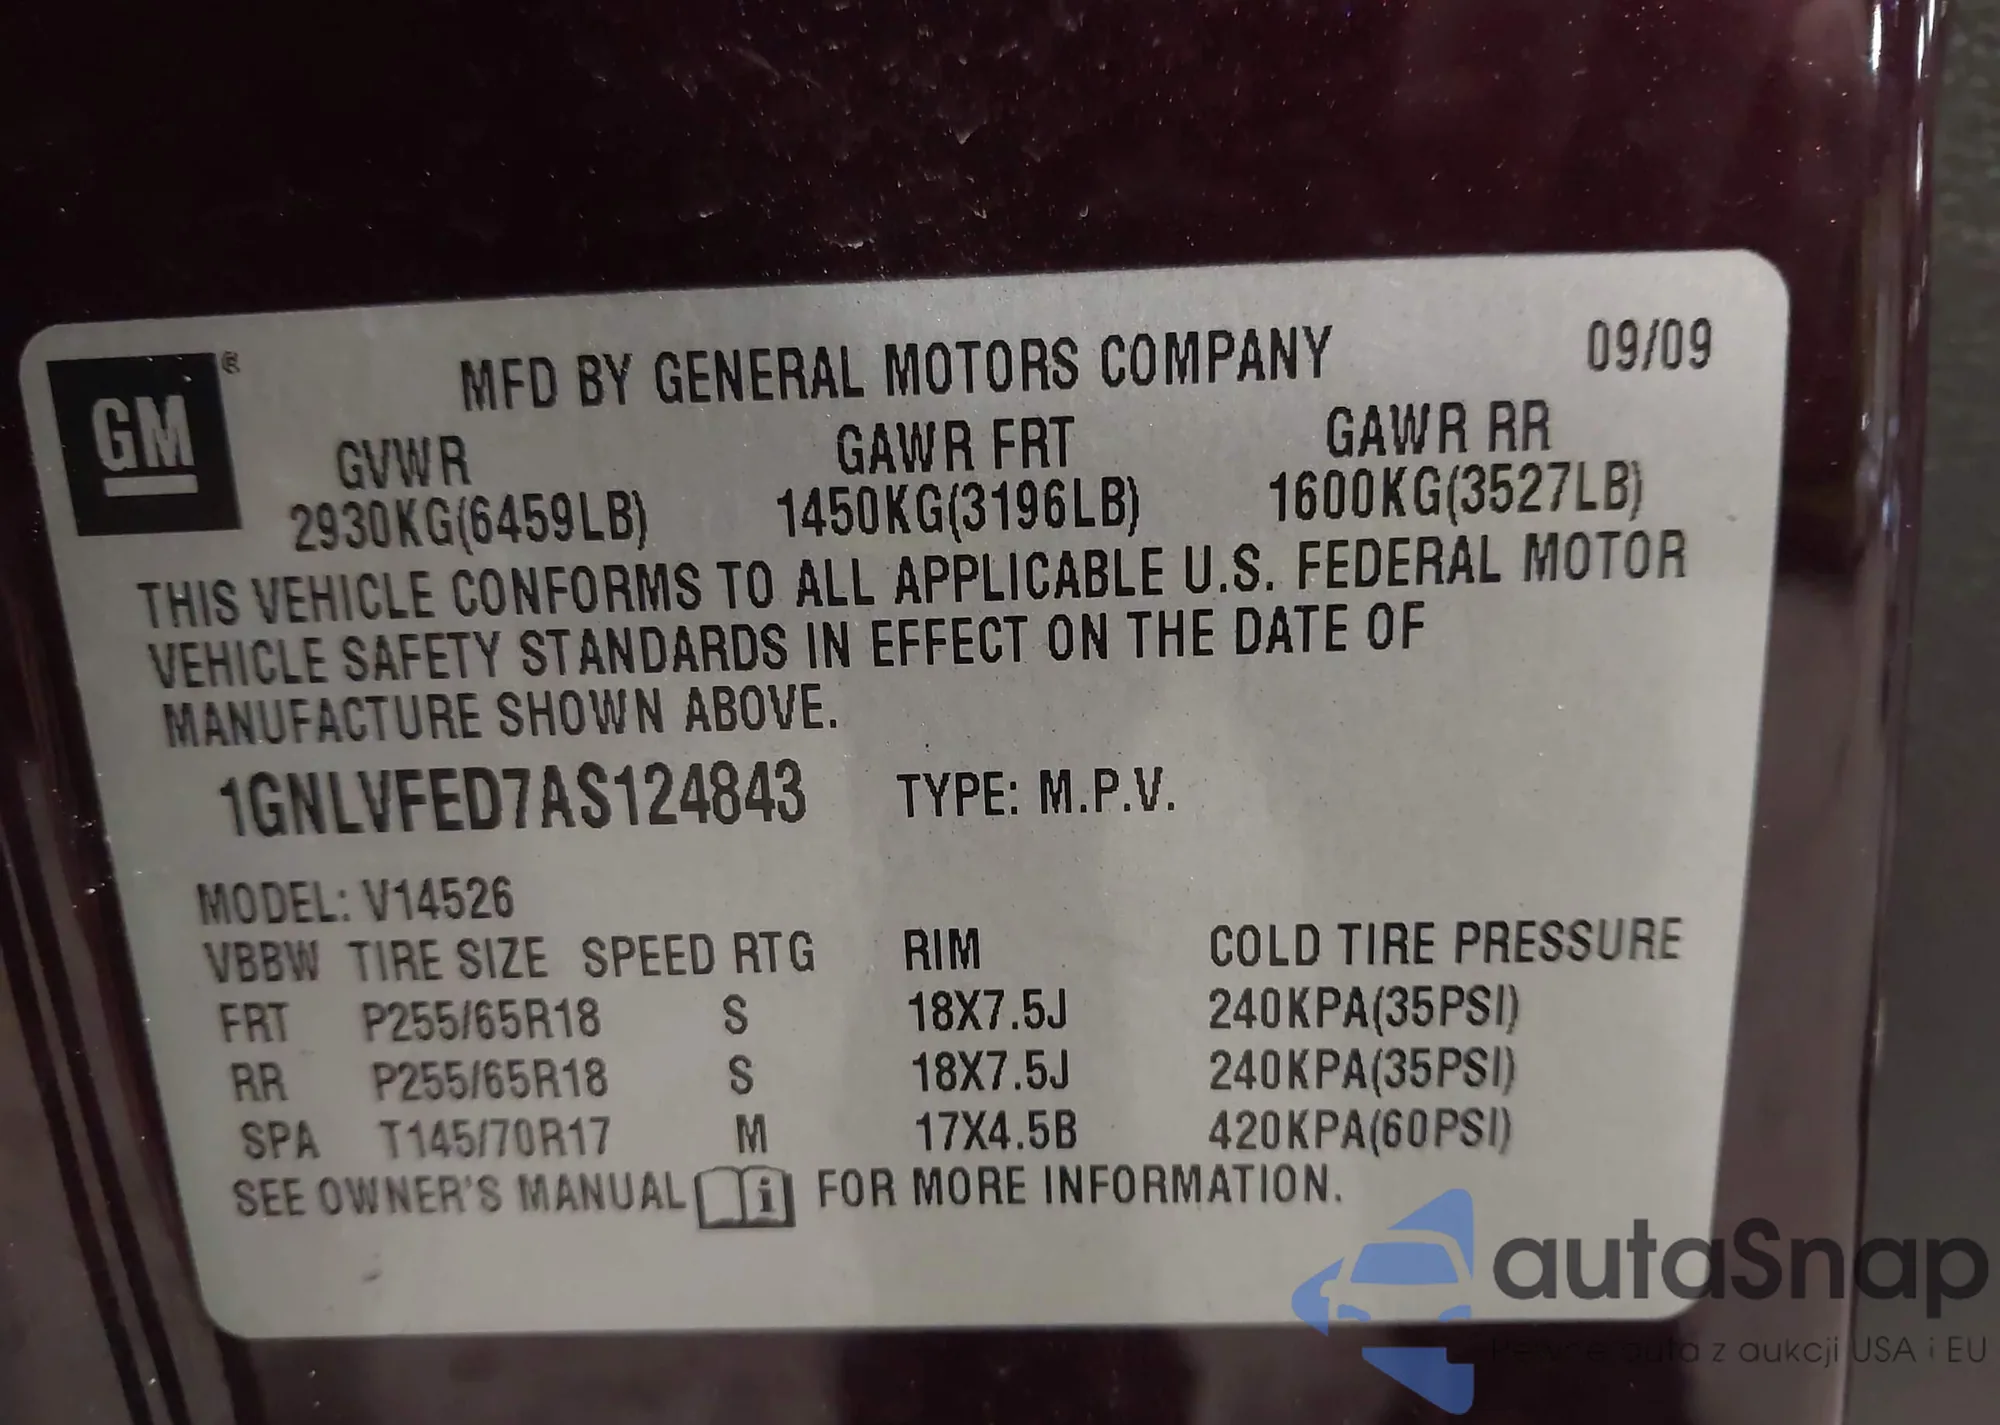 GM ®
MFD BY GENERAL MOTORS COMPANY 09/09
GVWR GAWR FRT GAWR RR
2930KG(6459LB) 1450KG(3196LB) 1600KG(3527LB)
THIS VEHICLE CONFORMS TO ALL APPLICABLE U.S. FEDERAL MOTOR
VEHICLE SAFETY STANDARDS IN EFFECT ON THE DATE OF
MANUFACTURE SHOWN ABOVE.
1GNLVFED7AS124843 TYPE: M.P.V.
MODEL: V14526
VBBW TIRE SIZE SPEED RTG RIM COLD TIRE PRESSURE
FRT P255/65R18 S 18X7.5J 240KPA(35PSI)
RR P255/65R18 S 18X7.5J 240KPA(35PSI)
SPA T145/70R17 M 17X4.5B 420KPA(60PSI)
SEE OWNER'S MANUAL i FOR MORE INFORMATION.
autaSnap
auta z aukcji USA i EU